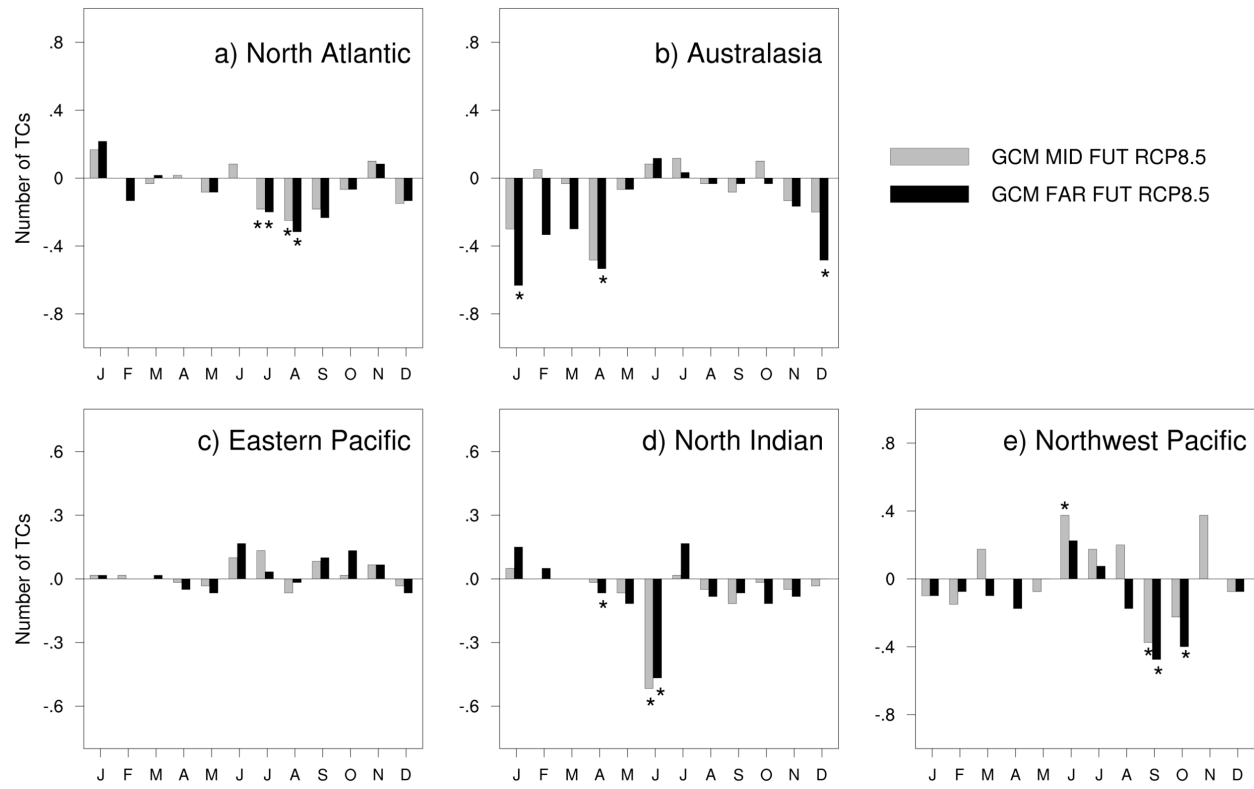 a) North Atlantic
Number of TCs
.8
.4
0
-.4
-.8
* *
* *
J F M A M J J A S O N D
b) Australasia
.8
.4
0
-.4
-.8
* * *
J F M A M J J A S O N D
GCM MID FUT RCP8.5
GCM FAR FUT RCP8.5
c) Eastern Pacific
Number of TCs
.6
.3
.0
-.3
-.6
J F M A M J J A S O N D
d) North Indian
.6
.3
.0
-.3
-.6
*
* *
J F M A M J J A S O N D
e) Northwest Pacific
.8
.4
0
-.4
-.8
*
* * *
J F M A M J J A S O N D